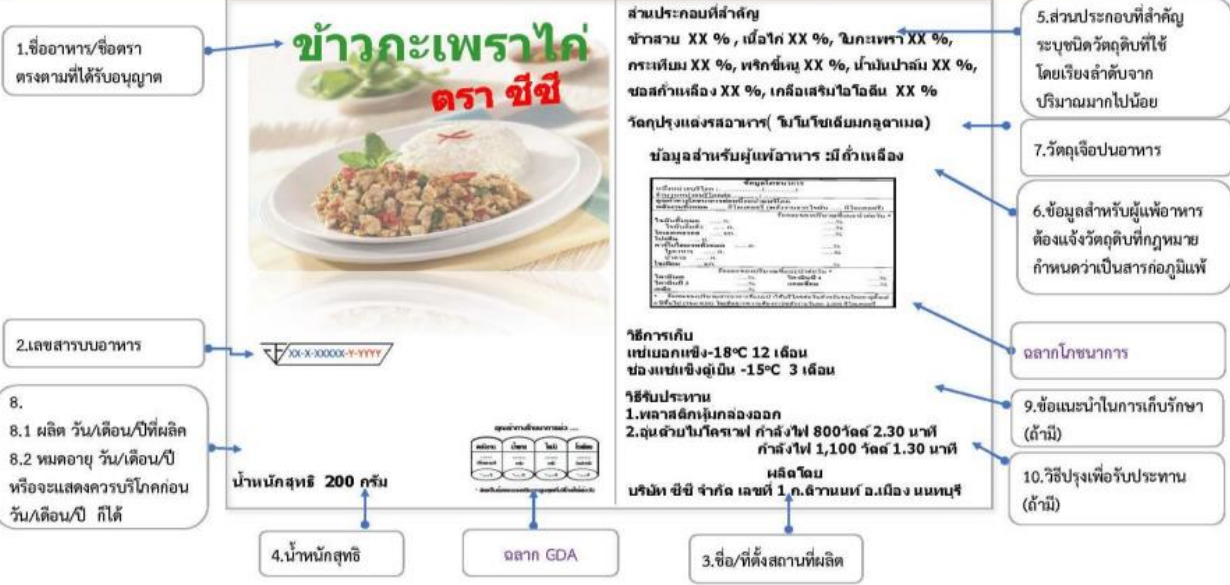 1.ชื่ออาหาร/ชื่อตรา
ตรงตามที่ได้รับอนุญาต
2.เลขสารบบอาหาร
8.
8.1 ผลิต วัน/เดือน/ปีที่ผลิต
8.2 หมดอายุ วัน/เดือน/ปี
หรือจะแสดงควรบริโภคก่อน
วัน/เดือน/ปี ก็ได้
ข้าวกะเพราไก่
ตรา ซีซี
XX-X-XXXXX-Y-YYYY
น้ำหนักสุทธิ 200 กรัม
4.น้ำหนักสุทธิ
ฉลาก GDA
ส่วนประกอบที่สำคัญ
ข้าวสวย XX % , เนื้อไก่ XX %, ใบกะเพรา XX %,
กระเทียม XX %, พริกขี้หนู XX %, น้ำมันปาล์ม XX %,
ซอสถั่วเหลือง XX %, เกลือเสริมไอโอดีน XX %
วัตถุปรุงแต่งรสอาหาร( โมโนโซเดียมกลูตาเมต)
ข้อมูลสำหรับผู้แพ้อาหาร :มีถั่วเหลือง
ข้อมูลโภชนาการ
วิธีการเก็บ
แช่เยอกแข็ง-18ºC 12 เดือน
ช่องแช่แข็งตู้เย็น -15ºC 3 เดือน
วิธีรับประทาน
1.พลาสติกหุ้มกล่องออก
2.อุ่นด้วยไมโครเวฟ กำลังไฟ 800วัตต์ 2.30 นาที
กำลังไฟ 1,100 วัตต์ 1.30 นาที
ผลิตโดย
บริษัท ซีซี จำกัด เลขที่ 1 ถ.ติวานนท์ อ.เมือง นนทบุรี
3.ชื่อ/ที่ตั้งสถานที่ผลิต
5.ส่วนประกอบที่สำคัญ
ระบุชนิดวัตถุดิบที่ใช้
โดยเรียงลำดับจาก
ปริมาณมากไปน้อย
7.วัตถุเจือปนอาหาร
6.ข้อมูลสำหรับผู้แพ้อาหาร
ต้องแจ้งวัตถุดิบที่กฎหมาย
กำหนดว่าเป็นสารก่อภูมิแพ้
ฉลากโภชนาการ
9.ข้อแนะนำในการเก็บรักษา
(ถ้ามี)
10.วิธีปรุงเพื่อรับประทาน
(ถ้ามี)